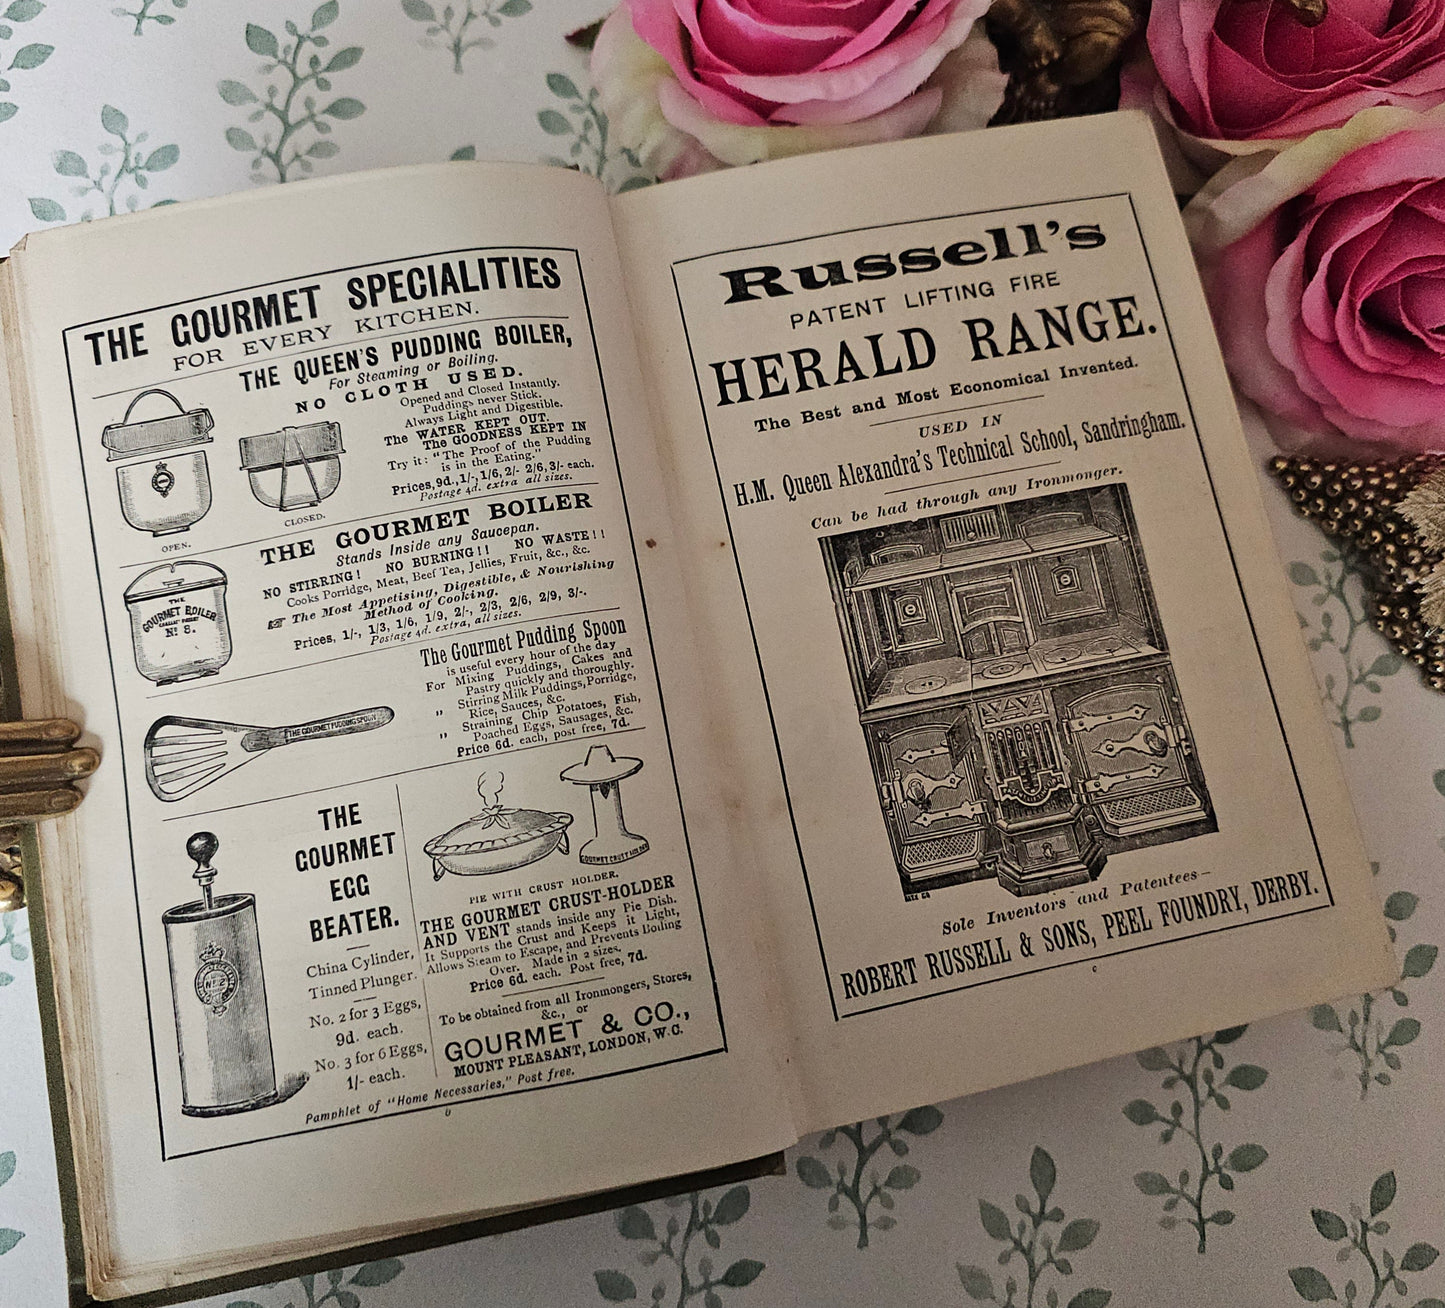 THE GOURMET SPECIALITIES
FOR EVERY KITCHEN.
THE QUEEN'S PUDDING BOILER,
For Steaming or Boiling.
NO CLOTH USED.
Opened and Closed Instantly.
Puddings never Stick.
Always Light and Digestible.
The WATER KEPT OUT.
The GOODNESS KEPT IN
Try it: "The Proof of the Pudding
is in the Eating."
Prices, 9d., 1/-, 1/6, 2/- 2/6, 3/- each.
Postage 4d. extra all sizes.
OPEN.
CLOSED.
THE GOURMET BOILER
Stands Inside any Saucepan.
NO STIRRING! NO BURNING!! NO WASTE!!
Cooks Porridge, Meat, Beef Tea, Jellies, Fruit, &c., &c.
☞ The Most Appetising, Digestible, & Nourishing
Method of Cooking.
Prices, 1/-, 1/3, 1/6, 1/9, 2/-, 2/3, 2/6, 2/9, 3/-.
Postage 4d. extra, all sizes.
THE
GOURMET BOILER
No. 8.
The Gourmet Pudding Spoon
is useful every hour of the day
For Mixing Puddings, Cakes and
Pastry quickly and thoroughly.
„ Stirring Milk Puddings, Porridge,
Rice, Sauces, &c.
„ Straining Chip Potatoes, Fish,
Poached Eggs, Sausages, &c.
Price 6d. each, post free, 7d.
THE GOURMET PUDDING SPOON
THE
GOURMET
EGG
BEATER.
China Cylinder,
Tinned Plunger.
No. 2 for 3 Eggs,
9d. each.
No. 3 for 6 Eggs,
1/- each.
No. 2
GOURMET CRUST HOLDER
PIE WITH CRUST HOLDER.
THE GOURMET CRUST-HOLDER
AND VENT stands inside any Pie Dish.
It Supports the Crust and Keeps it Light,
Allows Steam to Escape, and Prevents Boiling
Over. Made in 2 sizes.
Price 6d. each. Post free, 7d.
To be obtained from all Ironmongers, Stores,
&c., or
GOURMET & CO.,
MOUNT PLEASANT, LONDON, W.C.
Pamphlet of "Home Necessaries," Post free.
Russell's
PATENT LIFTING FIRE
HERALD RANGE.
The Best and Most Economical Invented.
USED IN
H.M. Queen Alexandra's Technical School, Sandringham.
Can be had through any Ironmonger.
Sole Inventors and Patentees—
ROBERT RUSSELL & SONS, PEEL FOUNDRY, DERBY.
c